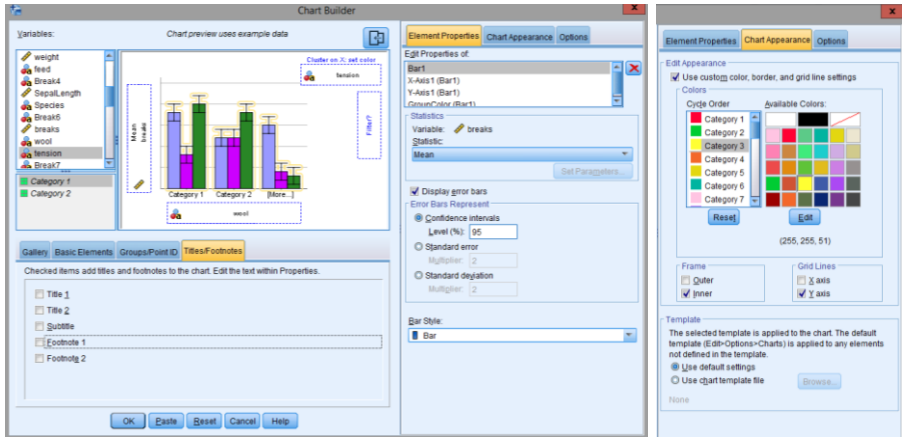 Chart Builder
Variables:
weight
feed
Break4
SepalLength
Species
Break6
breaks
wool
tension
Break7
Category 1
Category 2
Chart preview uses example data
Cluster on X: set color
tension
Filter?
Mean
breaks
Category 1
Category 2
[More...]
wool
Gallery
Basic Elements
Groups/Point ID
Titles/Footnotes
Checked items add titles and footnotes to the chart. Edit the text within Properties.
Title 1
Title 2
Subtitle
Footnote 1
Footnote 2
OK
Paste
Reset
Cancel
Help
Element Properties
Chart Appearance
Options
Edit Properties of:
Bar1
X-Axis1 (Bar1)
Y-Axis1 (Bar1)
GroupColor (Bar1)
Statistics
Variable: breaks
Statistic:
Mean
Set Parameters...
Display error bars
Error Bars Represent
Confidence intervals
Level (%): 95
Standard error
Multiplier: 2
Standard deviation
Multiplier: 2
Bar Style:
Bar
x
Element Properties
Chart Appearance
Options
Edit Appearance
Use custom color, border, and grid line settings
Colors
Cycle Order
Category 1
Category 2
Category 3
Category 4
Category 5
Category 6
Category 7
Available Colors:
Reset
Edit
(255, 255, 51)
Frame
Outer
Inner
Grid Lines
X axis
Y axis
Template
The selected template is applied to the chart. The default
template (Edit>Options>Charts) is applied to any elements
not defined in the template.
Use default settings
Use chart template file
Browse...
None